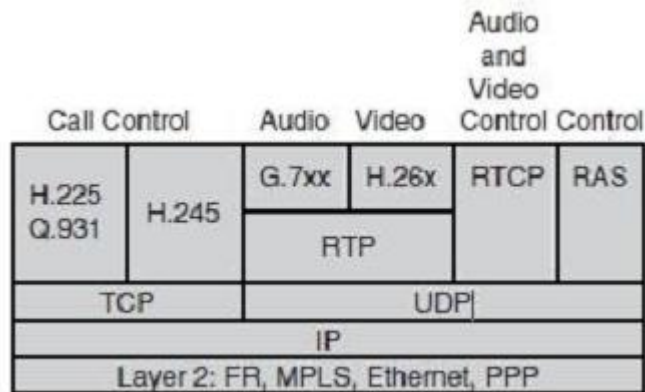 Audio
and
Video
Call Control Audio Video Control Control
G.7xx H.26x RTCP RAS
H.225
Q.931
H.245
RTP
TCP UDP
IP
Layer 2: FR, MPLS, Ethernet, PPP